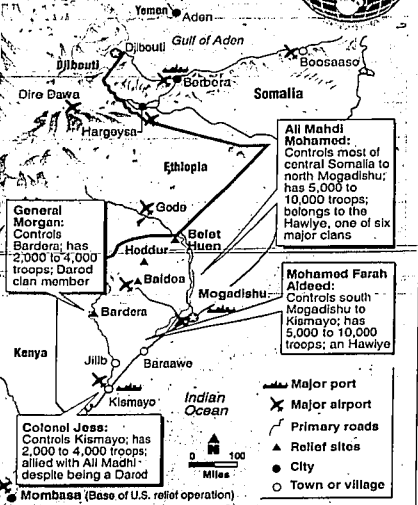 Yemen
Aden
Gulf of Aden
Djibouti
Djibouti
Boosaaso
Berbera
Dire Dawa
Somalia
Hargeysa
Ethiopia
Ali Mahdi
Mohamed:
Controls most of
central Somalia to
north Mogadishu;
has 5,000 to
10,000 troops;
belongs to the
Hawiye, one of six
major clans
General
Morgan:
Controls
Bardera; has
2,000 to 4,000
troops; Darod
clan member
Godo
Belet
Huen
Hoddur
Baidoa
Mogadishu
Mohamed Farah
Aideed:
Controls south
Mogadishu to
Kismayo; has
5,000 to 10,000
troops; an Hawiye
Bardera
Kenya
Jilib
Baraawe
Kismayo
Indian
Ocean
Colonel Jess:
Controls Kismayo; has
2,000 to 4,000 troops;
allied with Ali Madhi
despite being a Darod
N
0 100
Miles
Major port
Major airport
Primary roads
Relief sites
City
Town or village
Mombasa (Base of U.S. relief operation)